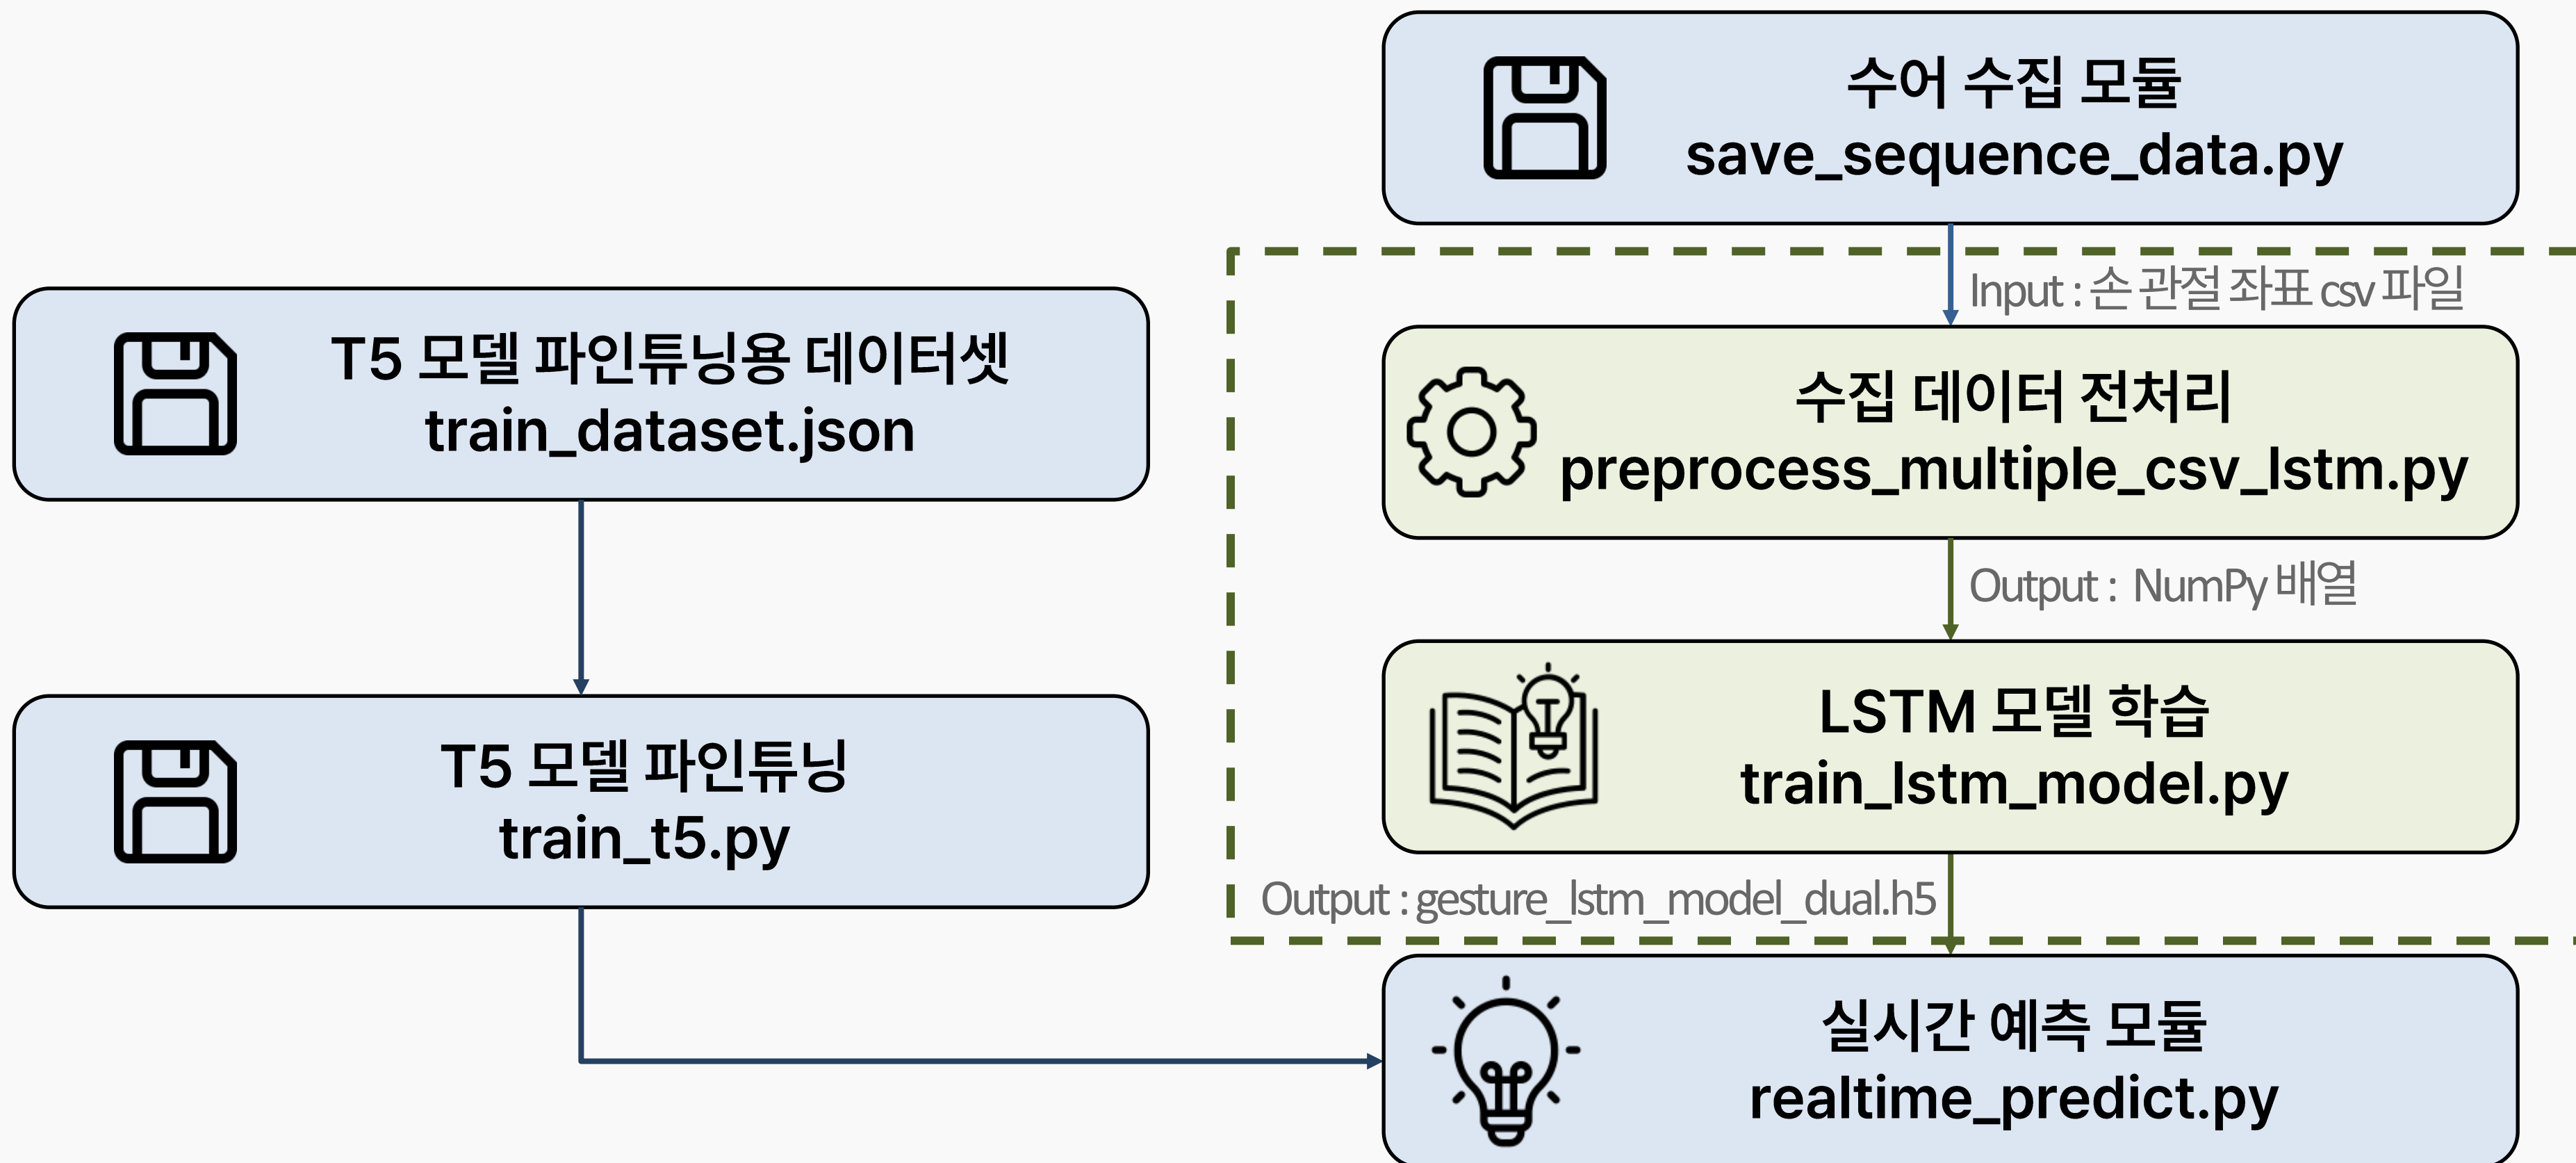 수어 수집 모듈
save_sequence_data.py
Input : 손 관절 좌표 csv 파일
T5 모델 파인튜닝용 데이터셋
train_dataset.json
수집 데이터 전처리
preprocess_multiple_csv_lstm.py
Output : NumPy 배열
T5 모델 파인튜닝
train_t5.py
LSTM 모델 학습
train_lstm_model.py
Output : gesture_lstm_model_dual.h5
실시간 예측 모듈
realtime_predict.py